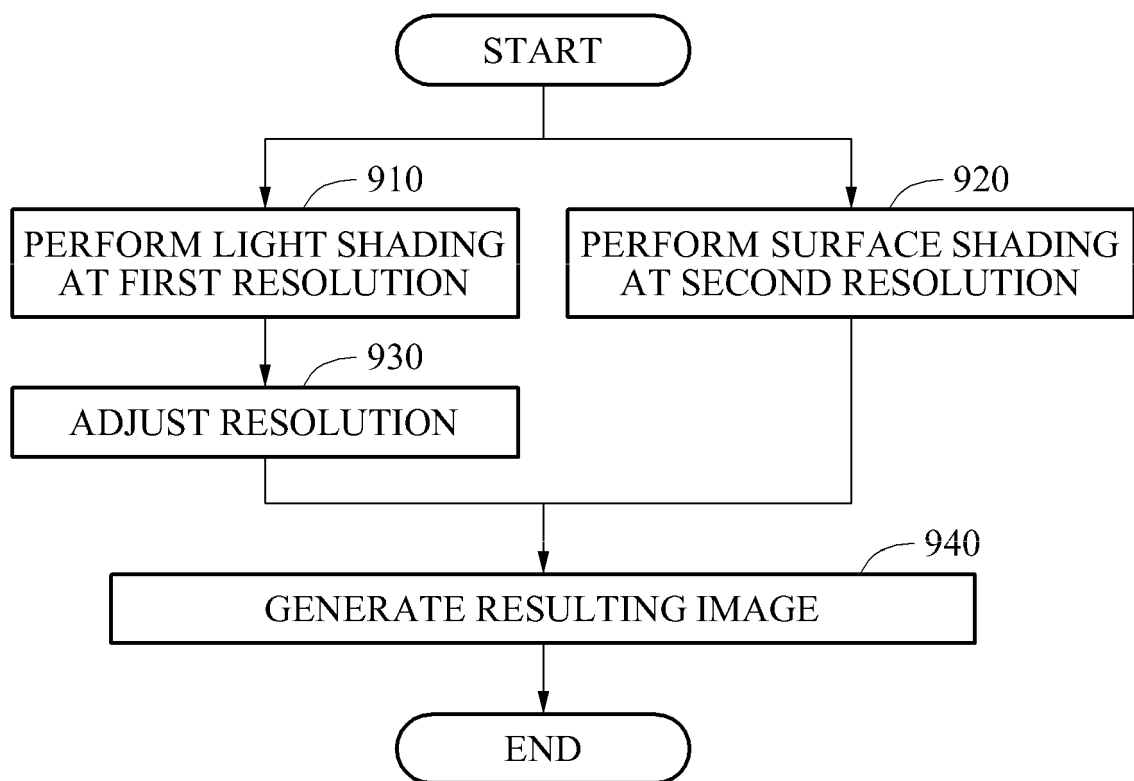 START
910
920
PERFORM LIGHT SHADING
AT FIRST RESOLUTION
PERFORM SURFACE SHADING
AT SECOND RESOLUTION
930
ADJUST RESOLUTION
940
GENERATE RESULTING IMAGE
END